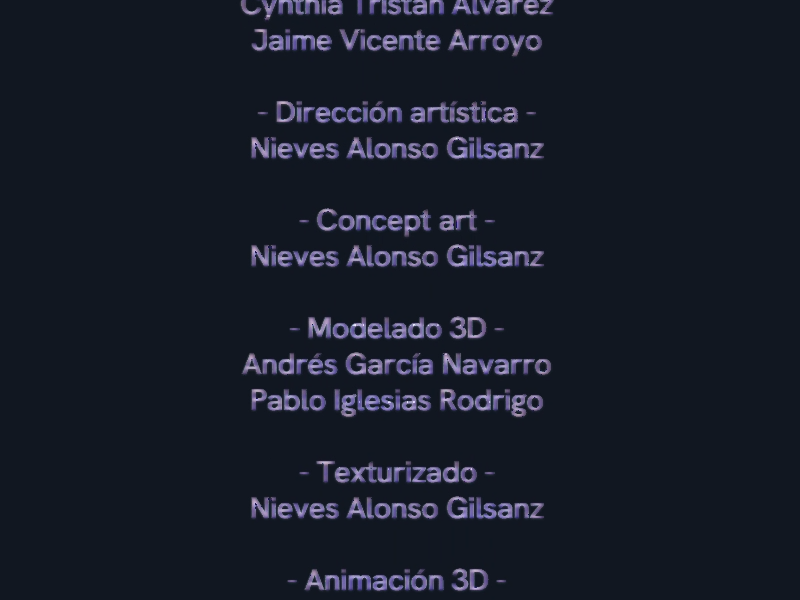 Cynthia Tristán Álvarez
Jaime Vicente Arroyo
- Dirección artística -
Nieves Alonso Gilsanz
- Concept art -
Nieves Alonso Gilsanz
- Modelado 3D -
Andrés García Navarro
Pablo Iglesias Rodrigo
- Texturizado -
Nieves Alonso Gilsanz
- Animación 3D -